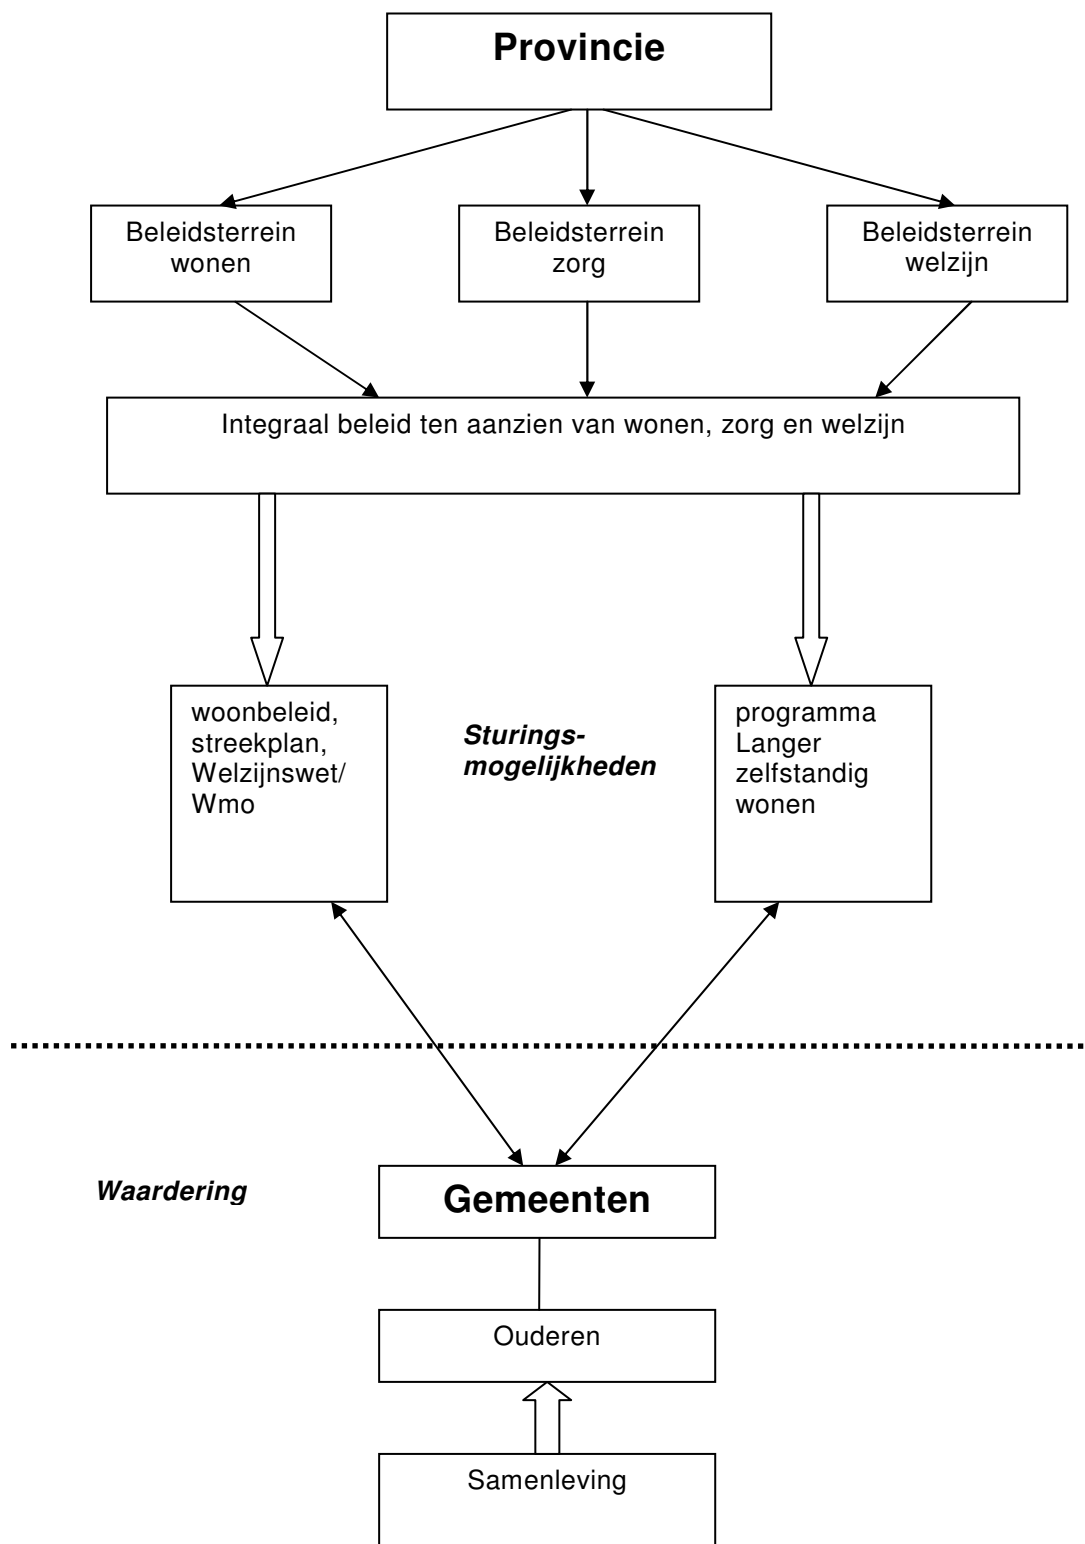 Provincie
Beleidsterrein
wonen
Beleidsterrein
zorg
Beleidsterrein
welzijn
Integraal beleid ten aanzien van wonen, zorg en welzijn
woonbeleid,
streekplan,
Welzijnswet/
Wmo
Sturings-
mogelijkheden
programma
Langer
zelfstandig
wonen
Waardering
Gemeenten
Ouderen
Samenleving